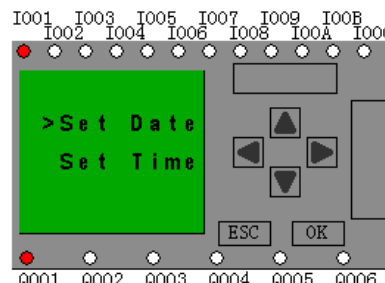 I001 I003 I005 I007 I009 I00B
I002 I004 I006 I008 I00A I00
>Set Date
Set Time
ESC OK
Q001 Q002 Q003 Q004 Q005 Q006